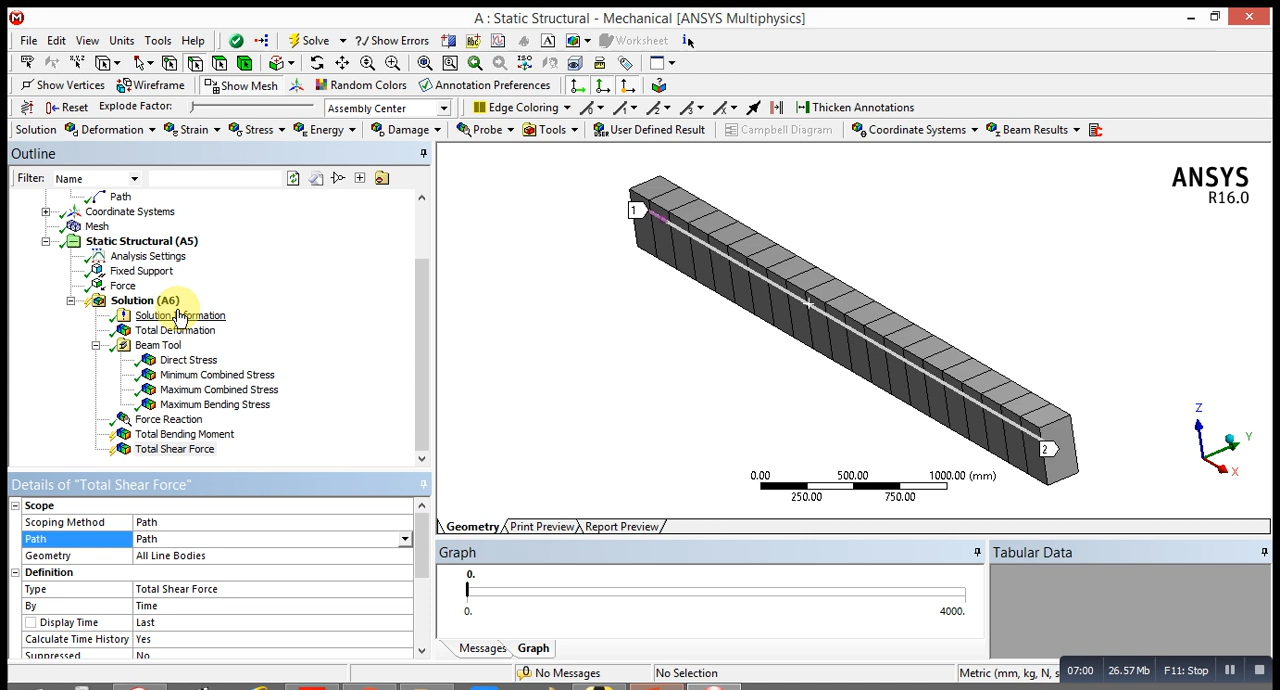 A : Static Structural - Mechanical [ANSYS Multiphysics]
File Edit View Units Tools Help Solve Show Errors Worksheet
Show Vertices Wireframe Show Mesh Random Colors Annotation Preferences
Reset Explode Factor: Assembly Center Edge Coloring Thicken Annotations
Solution Deformation Strain Stress Energy Damage Probe Tools User Defined Result Campbell Diagram Coordinate Systems Beam Results
Outline
Filter: Name
Path
Coordinate Systems
Mesh
Static Structural (A5)
Analysis Settings
Fixed Support
Force
Solution (A6)
Solution Information
Total Deformation
Beam Tool
Direct Stress
Minimum Combined Stress
Maximum Combined Stress
Maximum Bending Stress
Force Reaction
Total Bending Moment
Total Shear Force
Details of "Total Shear Force"
Scope
Scoping Method Path
Path Path
Geometry All Line Bodies
Definition
Type Total Shear Force
By Time
Display Time Last
Calculate Time History Yes
Suppressed No
ANSYS
R16.0
1
2
Z
Y
X
0.00 500.00 1000.00 (mm)
250.00 750.00
Geometry Print Preview Report Preview
Graph
0.
0. 4000.
Messages Graph
Tabular Data
No Messages No Selection Metric (mm, kg, N, s
07:00 26.57 Mb F11: Stop